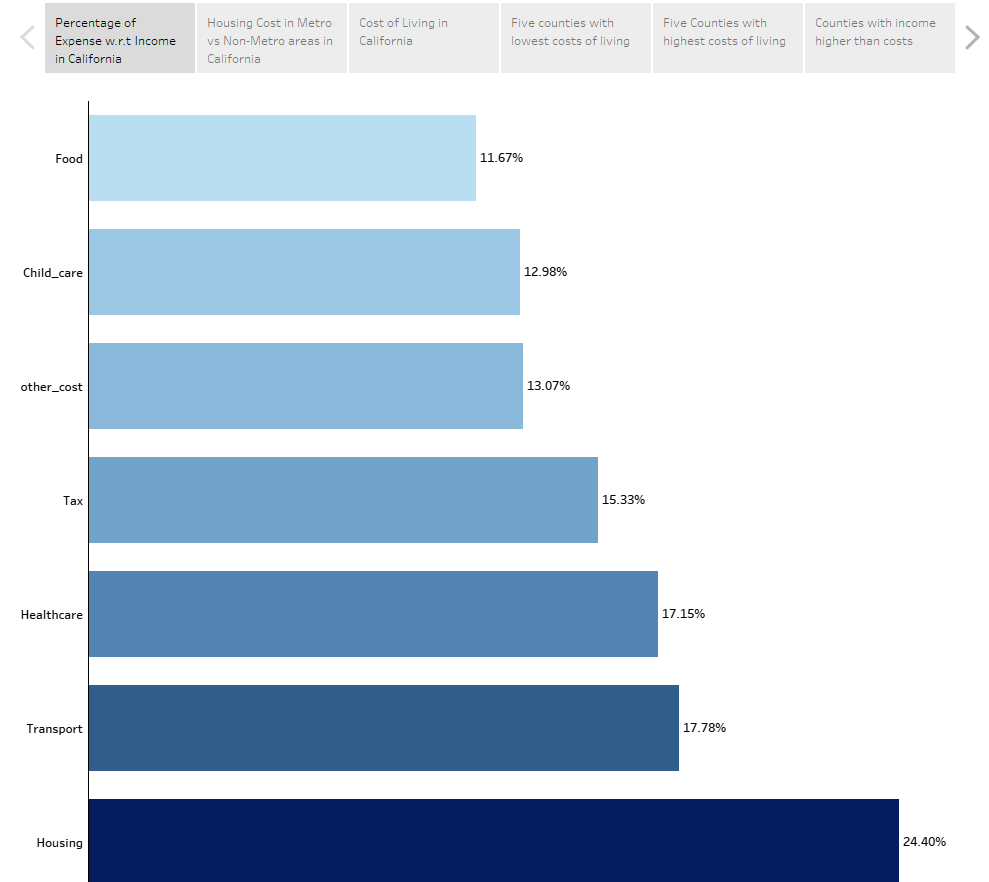 Percentage of
Expense w.r.t Income
in California
Housing Cost in Metro
vs Non-Metro areas in
California
Cost of Living in
California
Five counties with
lowest costs of living
Five Counties with
highest costs of living
Counties with income
higher than costs
Food 11.67%
Child_care 12.98%
other_cost 13.07%
Tax 15.33%
Healthcare 17.15%
Transport 17.78%
Housing 24.40%